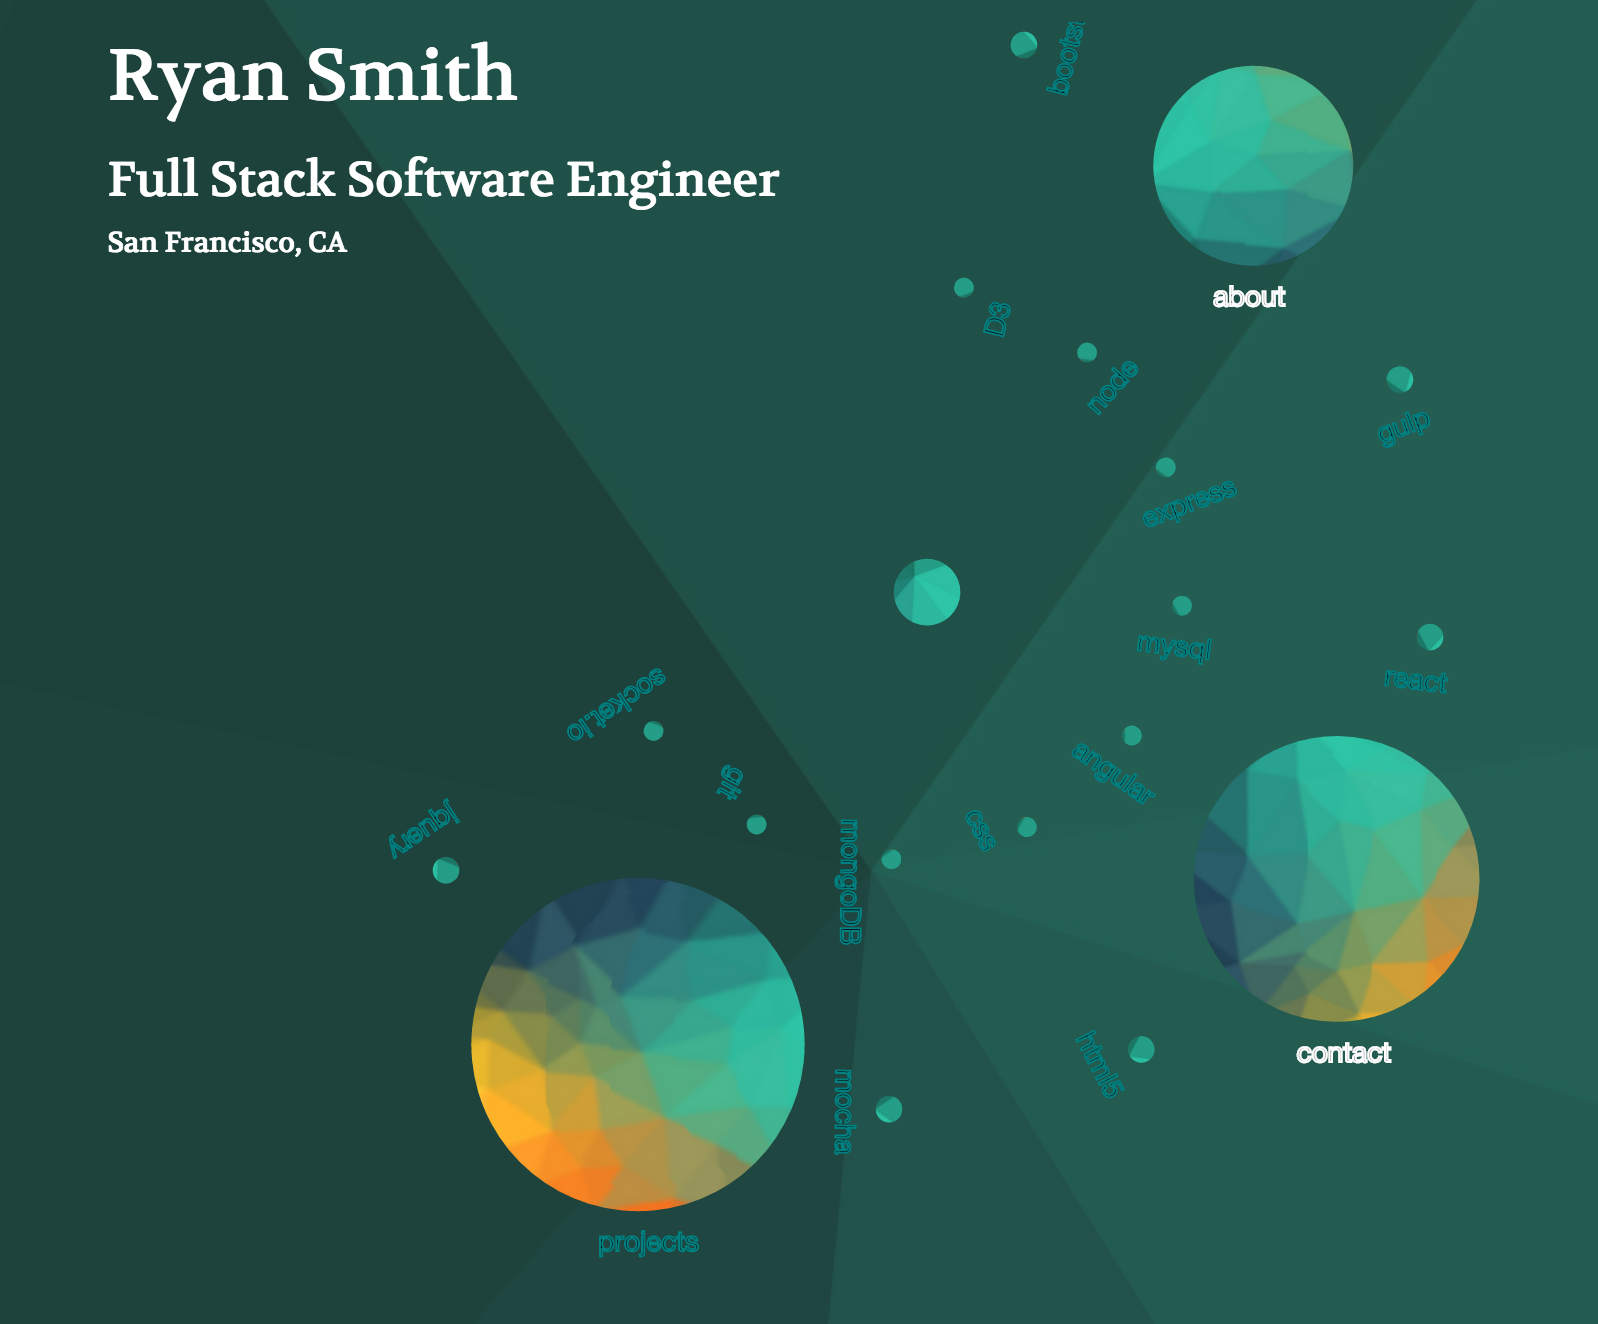 Ryan Smith
Full Stack Software Engineer
San Francisco, CA
about
D3
node
gulp
express
mysql
react
socket.io
angular
git
css
jquery
mongoDB
html5
contact
mocha
projects